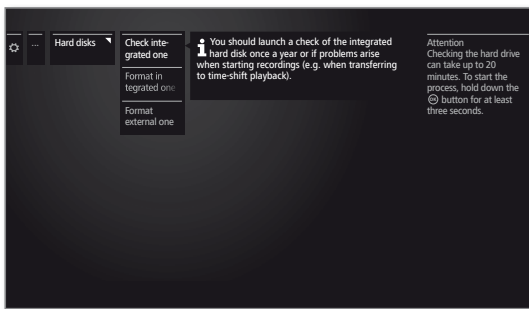 ...
Hard disks
Check inte-
grated one
Format in
tegrated one
Format
external one
You should launch a check of the integrated
hard disk once a year or if problems arise
when starting recordings (e.g. when transferring
to time-shift playback).
Attention
Checking the hard drive
can take up to 20
minutes. To start the
process, hold down the
OK button for at least
three seconds.